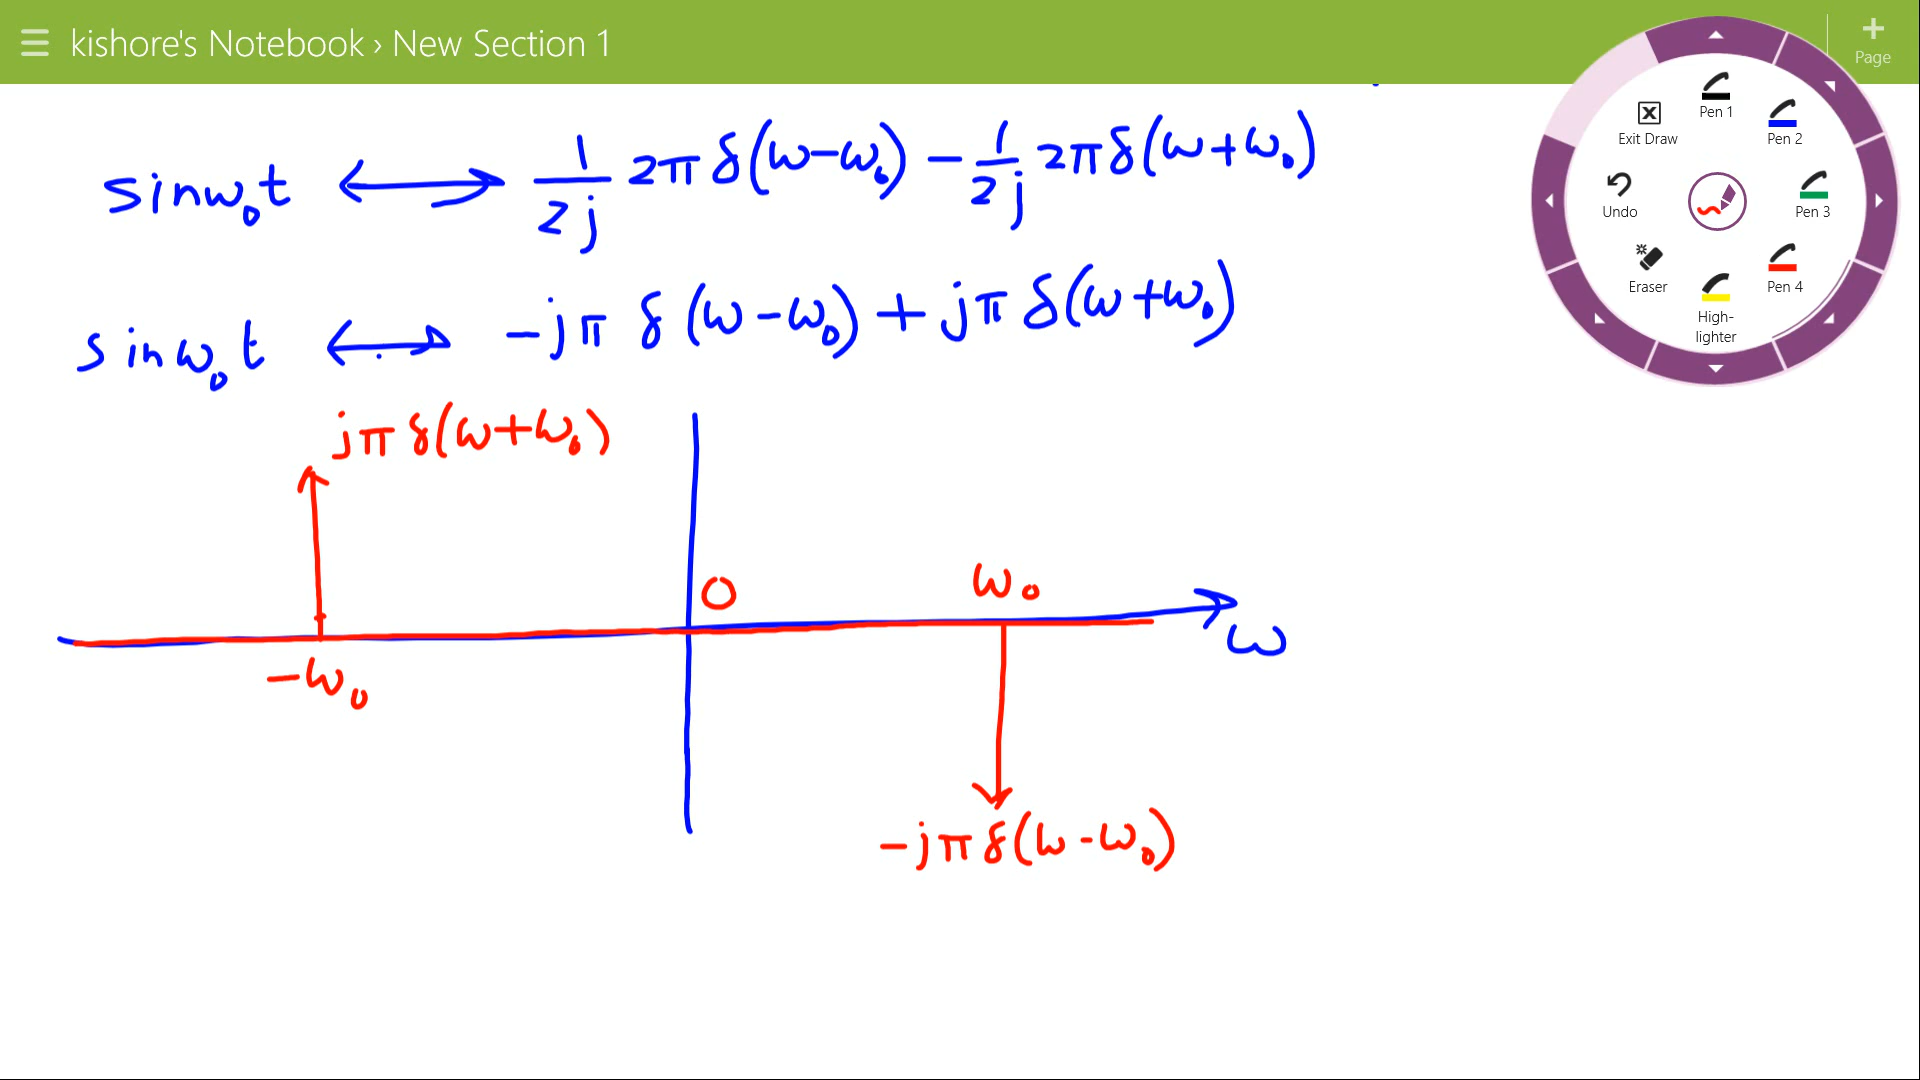 kishore's Notebook › New Section 1
Page
Pen 1
Exit Draw
Pen 2
Undo
Pen 3
Eraser
Pen 4
High-
lighter
sinω₀t ⟷ 1/2j 2π δ(ω−ω₀) − 1/2j 2πδ(ω+ω₀)
sinω₀t ⟷ -jπ δ(ω−ω₀) + jπ δ(ω+ω₀)
jπ δ(ω+ω₀)
0
ω₀
ω
-ω₀
-jπ δ(ω-ω₀)